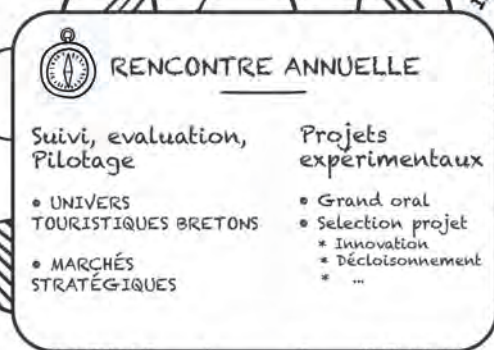 RENCONTRE ANNUELLE
Suivi, evaluation,
Pilotage
• UNIVERS
TOURISTIQUES BRETONS
• MARCHÉS
STRATÉGIQUES
Projets
expérimentaux
• Grand oral
• Selection projet
* Innovation
* Décloisonnement
* ...